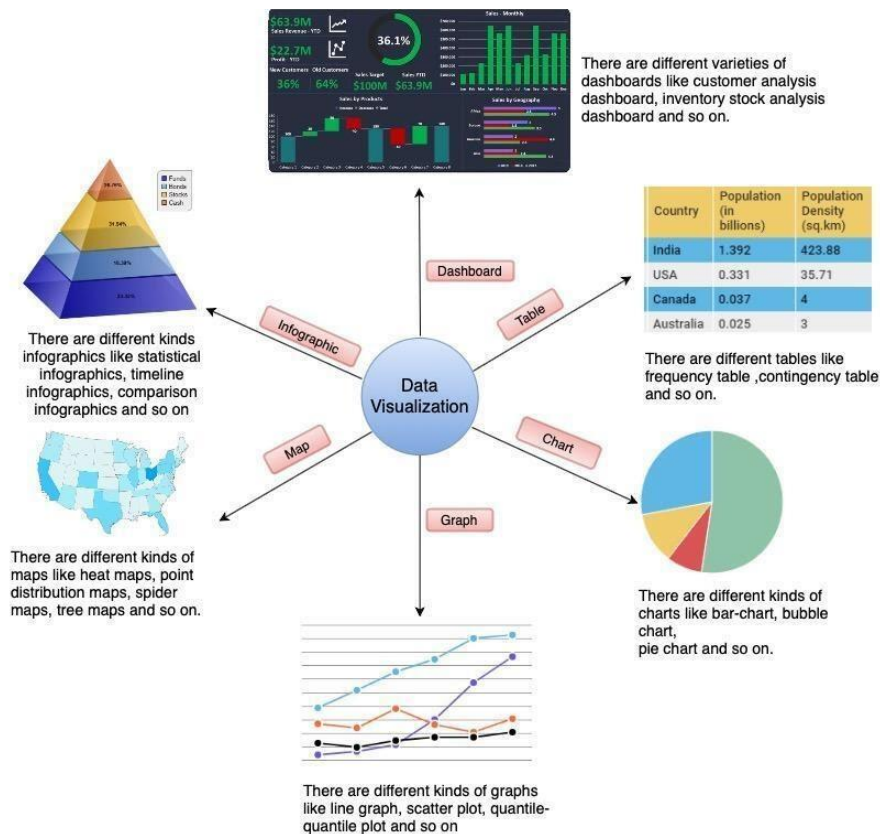 $63.9M
Sales Revenue - YTD
$22.7M
Profit - YTD
36.1%
New Customers Old Customers Sales Target Sales YTD
36% 64% $100M $63.9M
Sales - Monthly
Sales by Products
Sales by Geography
There are different varieties of
dashboards like customer analysis
dashboard, inventory stock analysis
dashboard and so on.
Funds
Bonds
Stocks
Cash
There are different kinds
infographics like statistical
infographics, timeline
infographics, comparison
infographics and so on
Country Population (in billions) Population Density (sq.km)
India 1.392 423.88
USA 0.331 35.71
Canada 0.037 4
Australia 0.025 3
There are different tables like
frequency table ,contingency table
and so on.
Dashboard
Table
Infographic
Data
Visualization
Map
Chart
Graph
There are different kinds of
maps like heat maps, point
distribution maps, spider
maps, tree maps and so on.
There are different kinds of
charts like bar-chart, bubble
chart,
pie chart and so on.
There are different kinds of graphs
like line graph, scatter plot, quantile-
quantile plot and so on